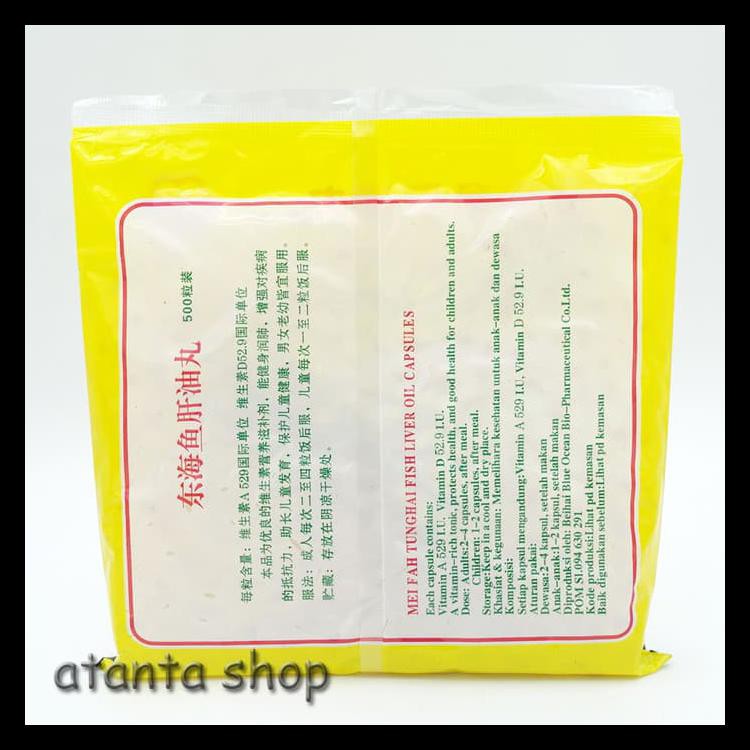 东海鱼肝油丸 500粒装
每粒含量：维生素A 529国际单位 维生素D52.9国际单位
本品为优良的维生素营养滋补剂，能健身润肺，增强对疾病
的抵抗力，助长儿童发育，保护儿童健康，男女老幼皆宜服用。
服法：成人每次二至四粒饭后服，儿童每次一至二粒饭后服。
贮藏：存放在阴凉干燥处。
MEI FAH TUNGHAI FISH LIVER OIL CAPSULES
Each capsule contains:
Vitamin A 529 I.U. Vitamin D 52.9 I.U.
A vitamin-rich tonic, protects health, and good health for children and adults.
Dose: Adults:2-4 capsules, after meal.
Children: 1-2 capsules, after meal.
Storage:Keep in a cool and dry place.
Khasiat & kegunaan: Memelihara kesehatan untuk anak-anak dan dewasa
Komposisi:
Setiap kapsul mengandung:Vitamin A 529 I.U, Vitamin D 52.9 I.U.
Aturan pakai:
Dewasa:2-4 kapsul, setelah makan
Anak-anak:1-2 kapsul, setelah makan
Diproduksi oleh: Beihai Blue Ocean Bio-Pharmaceutical Co.Ltd.
POM SI.094 630 291
Kode produksi:Lihat pd kemasan
Baik digunakan sebelum:Lihat pd kemasan
atanta shop